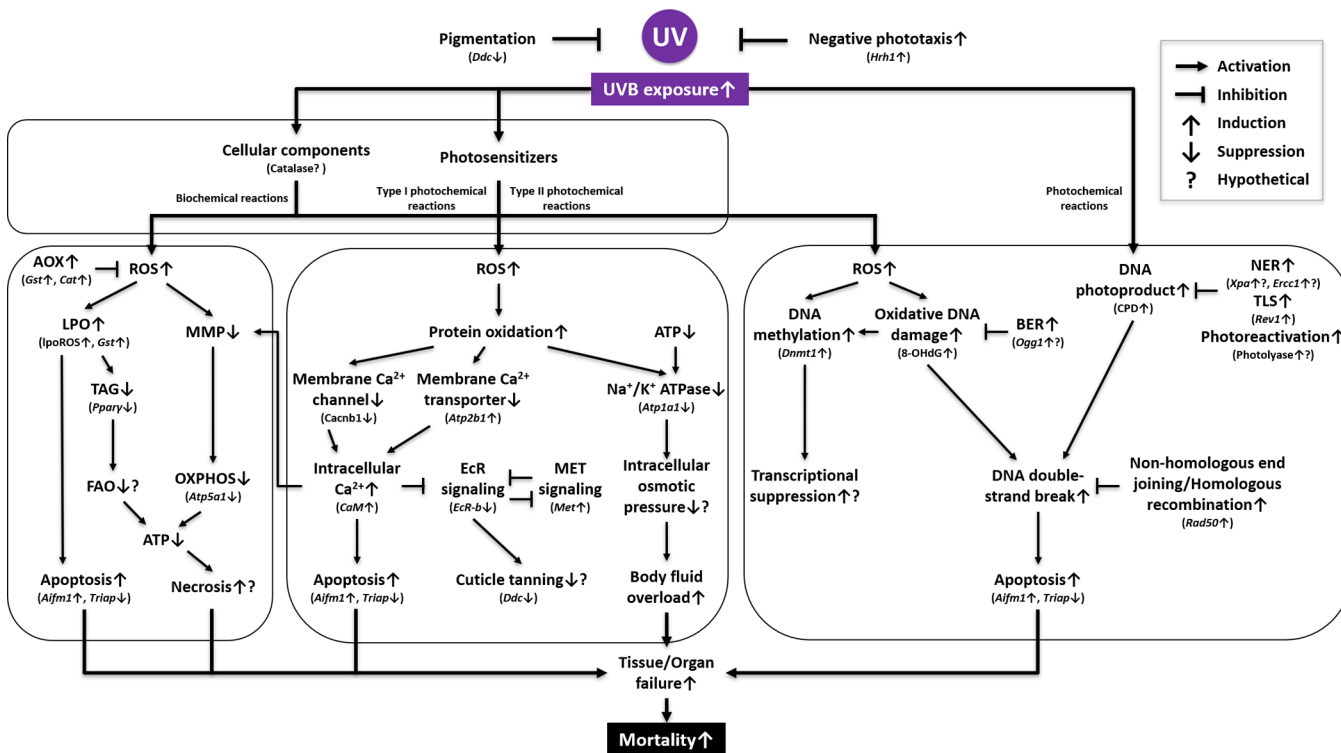 UV
Pigmentation
(Ddc↓)
Negative phototaxis↑
(Hrh1↑)
UVB exposure↑
Activation
Inhibition
↑ Induction
↓ Suppression
? Hypothetical
Cellular components
(Catalase?)
Photosensitizers
Biochemical reactions
Type I photochemical
reactions
Type II photochemical
reactions
Photochemical
reactions
AOX↑
(Gst↑, Cat↑)
ROS↑
LPO↑
(lpoROS↑, Gst↑)
MMP↓
TAG↓
(Pparγ↓)
FAO↓?
OXPHOS↓
(Atp5a1↓)
ATP↓
Apoptosis↑
(Aifm1↑, Triap↓)
Necrosis↑?
ROS↑
Protein oxidation↑
ATP↓
Membrane Ca²⁺
channel↓
(Cacnb1↓)
Membrane Ca²⁺
transporter↓
(Atp2b1↑)
Na⁺/K⁺ ATPase↓
(Atp1a1↓)
Intracellular
Ca²⁺↑
(CaM↑)
EcR
signaling
(EcR-b↓)
MET
signaling
(Met↑)
Intracellular
osmotic
pressure↓?
Apoptosis↑
(Aifm1↑, Triap↓)
Cuticle tanning↓?
(Ddc↓)
Body fluid
overload↑
ROS↑
DNA
methylation↑
(Dnmt1↑)
Oxidative DNA
damage↑
(8-OHdG↑)
BER↑
(Ogg1↑?)
DNA
photoproduct↑
(CPD↑)
NER↑
(Xpa↑?, Ercc1↑?)
TLS↑
(Rev1↑)
Photoreactivation↑
(Photolyase↑?)
Transcriptional
suppression↑?
DNA double-
strand break↑
Non-homologous end
joining/Homologous
recombination↑
(Rad50↑)
Apoptosis↑
(Aifm1↑, Triap↓)
Tissue/Organ
failure↑
Mortality↑